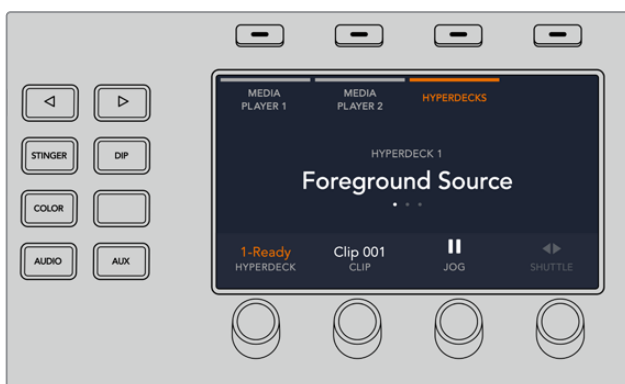 MEDIA
PLAYER 1
MEDIA
PLAYER 2
HYPERDECKS
STINGER
DIP
HYPERDECK 1
Foreground Source
COLOR
AUDIO
AUX
1-Ready
HYPERDECK
Clip 001
CLIP
JOG
SHUTTLE